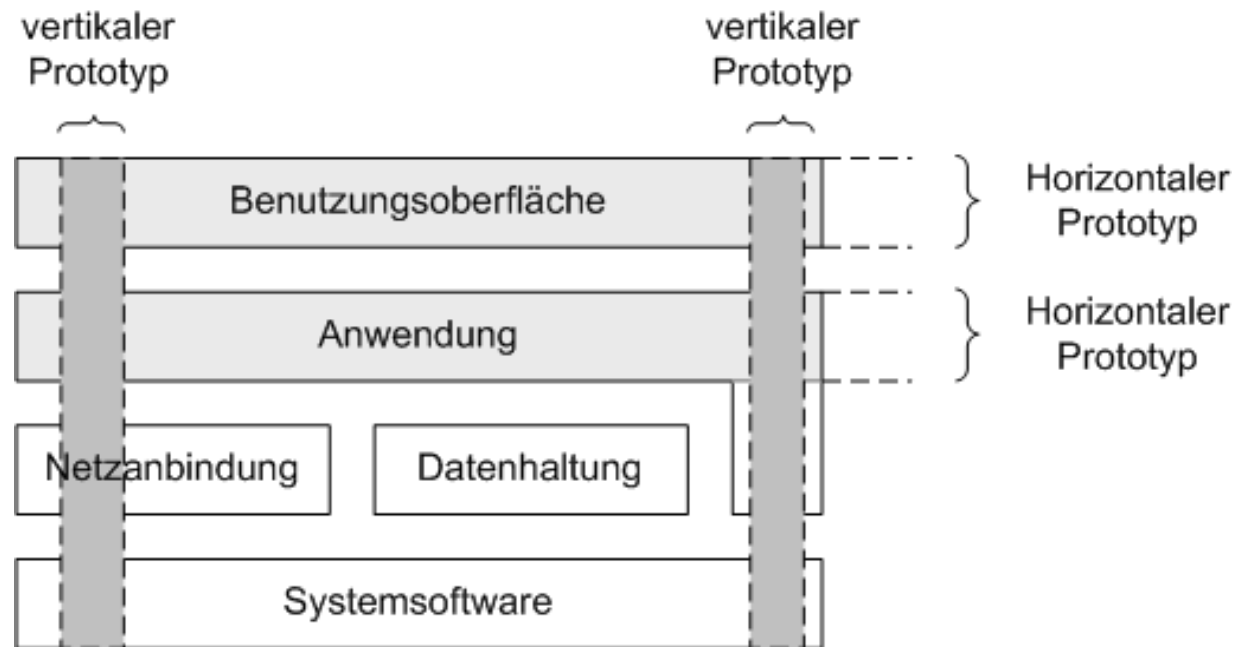 vertikaler
Prototyp
vertikaler
Prototyp
Benutzungsoberfläche
Horizontaler
Prototyp
Anwendung
Horizontaler
Prototyp
Netzanbindung
Datenhaltung
Systemsoftware